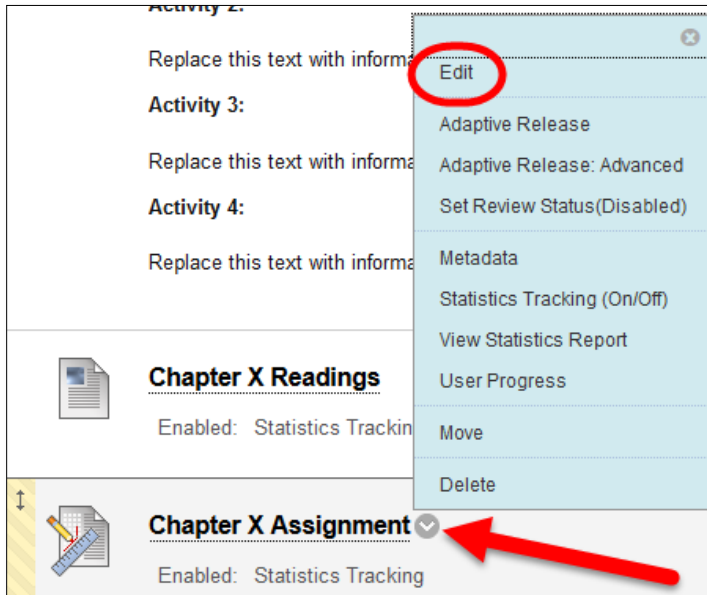 Activity 2:
Replace this text with informa
Activity 3:
Replace this text with informa
Activity 4:
Replace this text with informa
Chapter X Readings
Enabled: Statistics Trackin
Chapter X Assignment
Enabled: Statistics Tracking
Edit
Adaptive Release
Adaptive Release: Advanced
Set Review Status(Disabled)
Metadata
Statistics Tracking (On/Off)
View Statistics Report
User Progress
Move
Delete